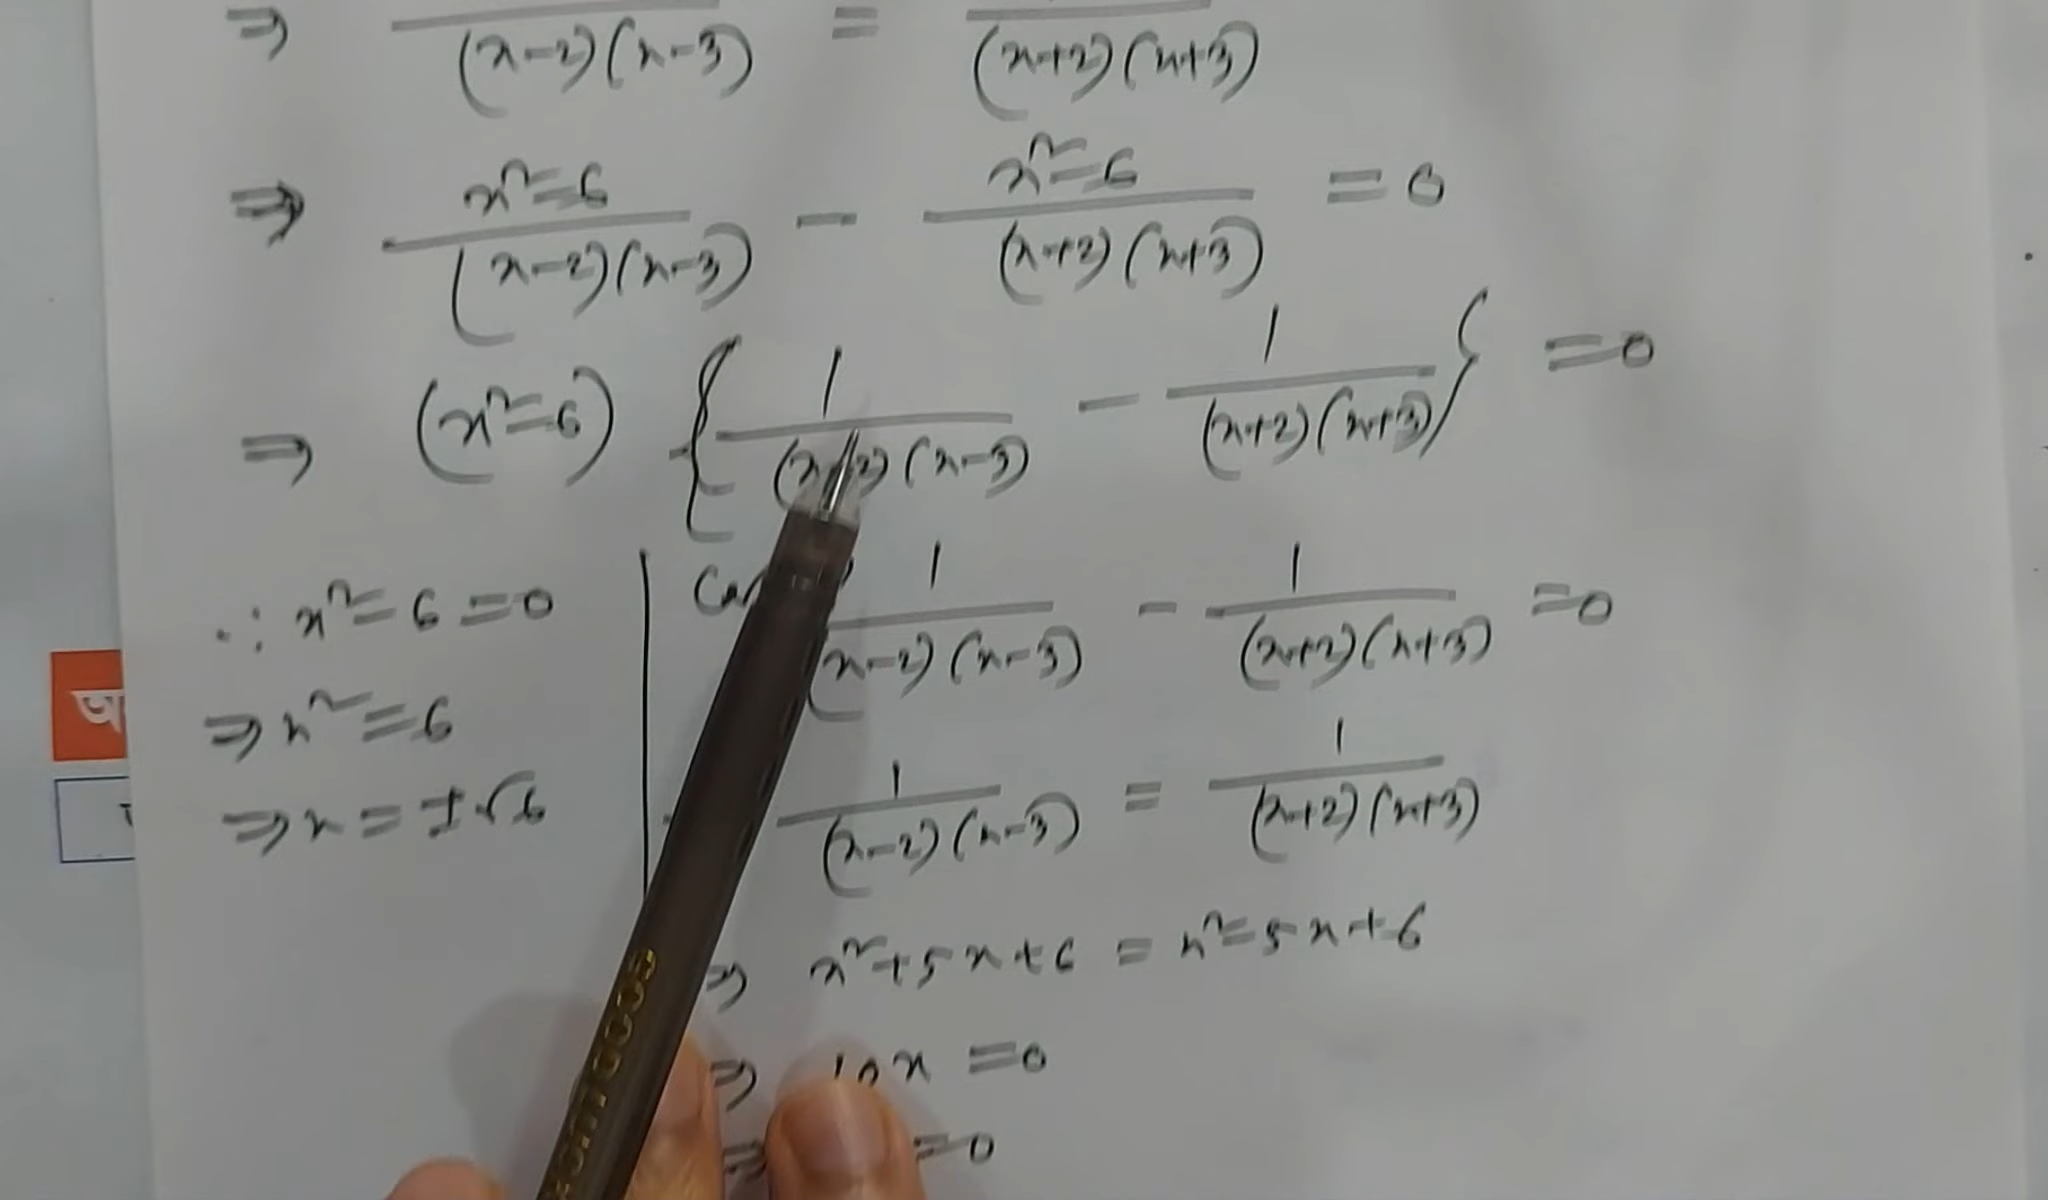 ⇒ (x-2)(x-3) = (x+2)(x+3)
⇒ x²-6/(x-2)(x-3) - x²-6/(x+2)(x+3) = 0
⇒ (x²-6) {1/(x-2)(x-3) - 1/(x+2)(x+3)} = 0
∴ x²-6=0
⇒ x²=6
⇒ x = ±√6
1/(x-2)(x-3) - 1/(x+2)(x+3) = 0
1/(x-2)(x-3) = 1/(x+2)(x+3)
⇒ x²+5x+6 = x²-5x+6
⇒ 10x = 0
⇒ = 0